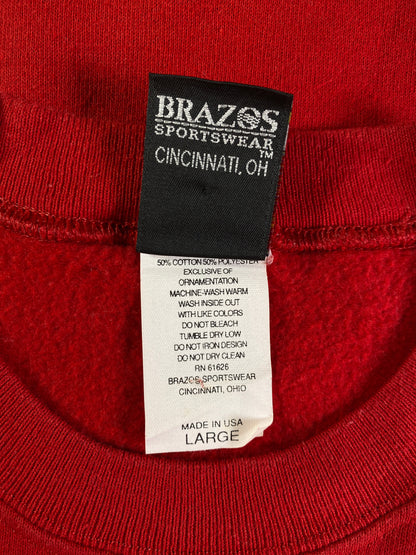 BRAZOS
SPORTSWEAR
TM
CINCINNATI, OH
50% COTTON 50% POLYESTER
EXCLUSIVE OF
ORNAMENTATION
MACHINE-WASH WARM
WASH INSIDE OUT
WITH LIKE COLORS
DO NOT BLEACH
TUMBLE DRY LOW
DO NOT IRON DESIGN
DO NOT DRY CLEAN
RN 61626
BRAZOS SPORTSWEAR
CINCINNATI, OHIO
MADE IN USA
LARGE